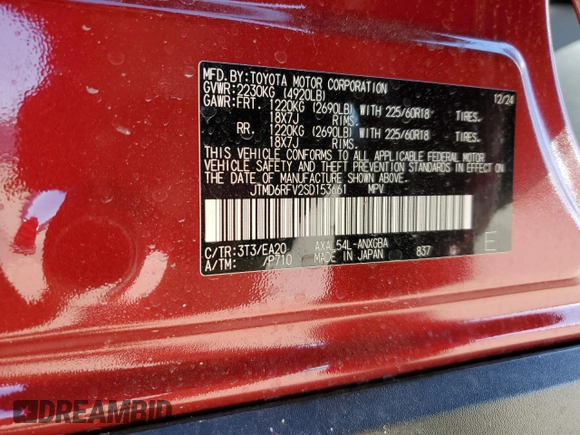 MFD. BY: TOYOTA MOTOR CORPORATION 12/24
GVWR: 2230KG (4920LB)
GAWR: FRT. 1220KG (2690LB) WITH 225/60R18 TIRES.
18X7J RIMS.
RR. 1220KG (2690LB) WITH 225/60R18 TIRES.
18X7J RIMS.
THIS VEHICLE CONFORMS TO ALL APPLICABLE FEDERAL MOTOR
VEHICLE SAFETY AND THEFT PREVENTION STANDARDS IN EFFECT ON
THE DATE OF MANUFACTURE SHOWN ABOVE.
JTMD6RFV2SD153661 MPV
C/TR: 3T3/EA20 AXAL54L-ANXGBA
A/TM: /P710 MADE IN JAPAN 837 E
DREAMBID